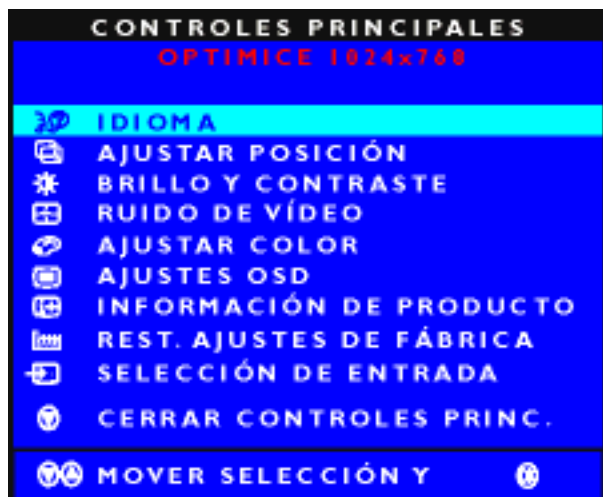 CONTROLES PRINCIPALES
OPTIMICE 1024x768
IDIOMA
AJUSTAR POSICIÓN
BRILLO Y CONTRASTE
RUIDO DE VÍDEO
AJUSTAR COLOR
AJUSTES OSD
INFORMACIÓN DE PRODUCTO
REST. AJUSTES DE FÁBRICA
SELECCIÓN DE ENTRADA
CERRAR CONTROLES PRINC.
MOVER SELECCIÓN Y